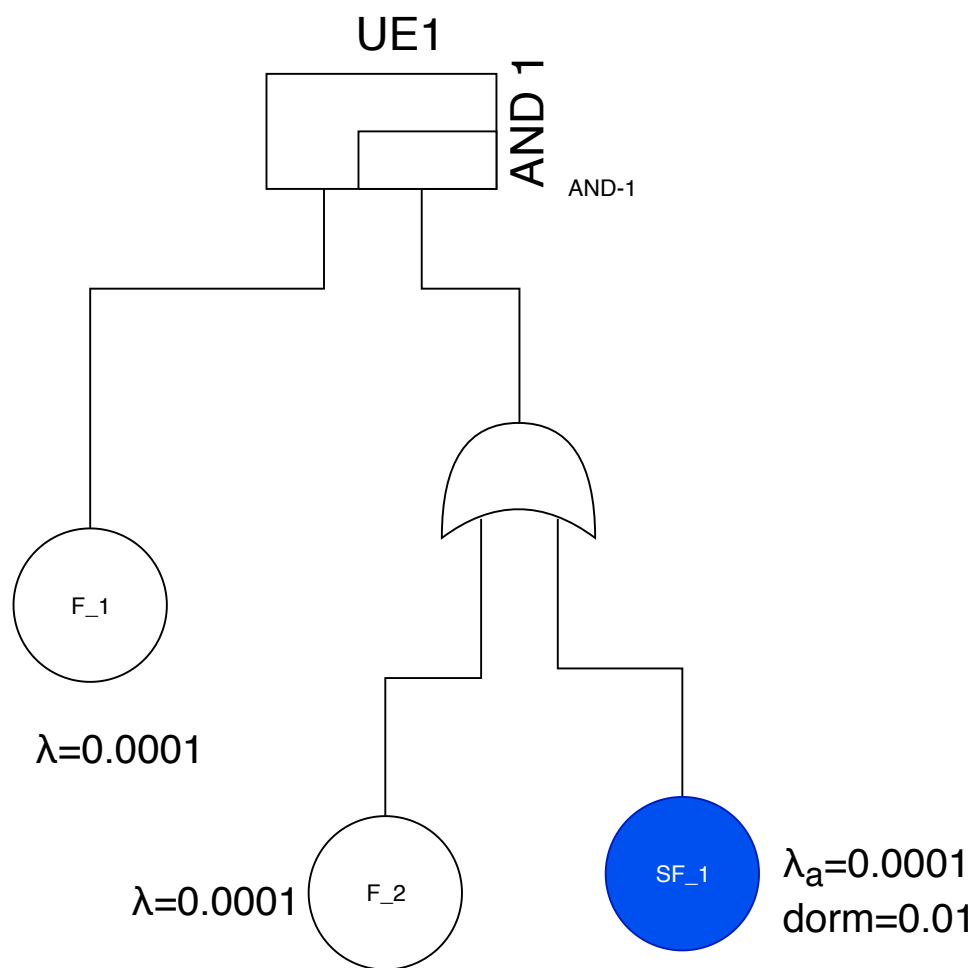 UE1
AND 1
AND-1
F_1
λ=0.0001
λ=0.0001
F_2
SF_1
λa=0.0001
dorm=0.01